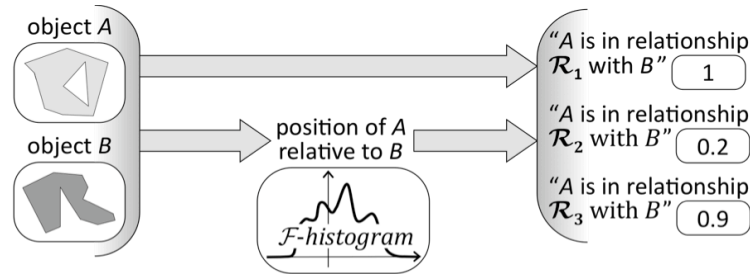 object A
object B
position of A
relative to B
ℱ-histogram
“A is in relationship
ℛ₁ with B” 1
“A is in relationship
ℛ₂ with B” 0.2
“A is in relationship
ℛ₃ with B” 0.9